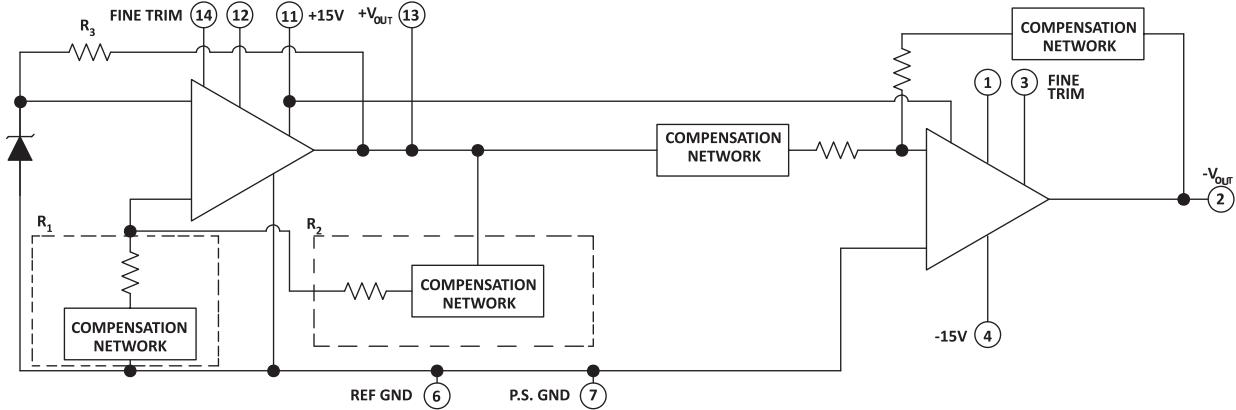 FINE TRIM 14 12 11 +15V +VOUT 13
R3
COMPENSATION
NETWORK
1 3 FINE
TRIM
COMPENSATION
NETWORK
-VOUT
2
R1
R2
COMPENSATION
NETWORK
COMPENSATION
NETWORK
-15V 4
REF GND 6 P.S. GND 7